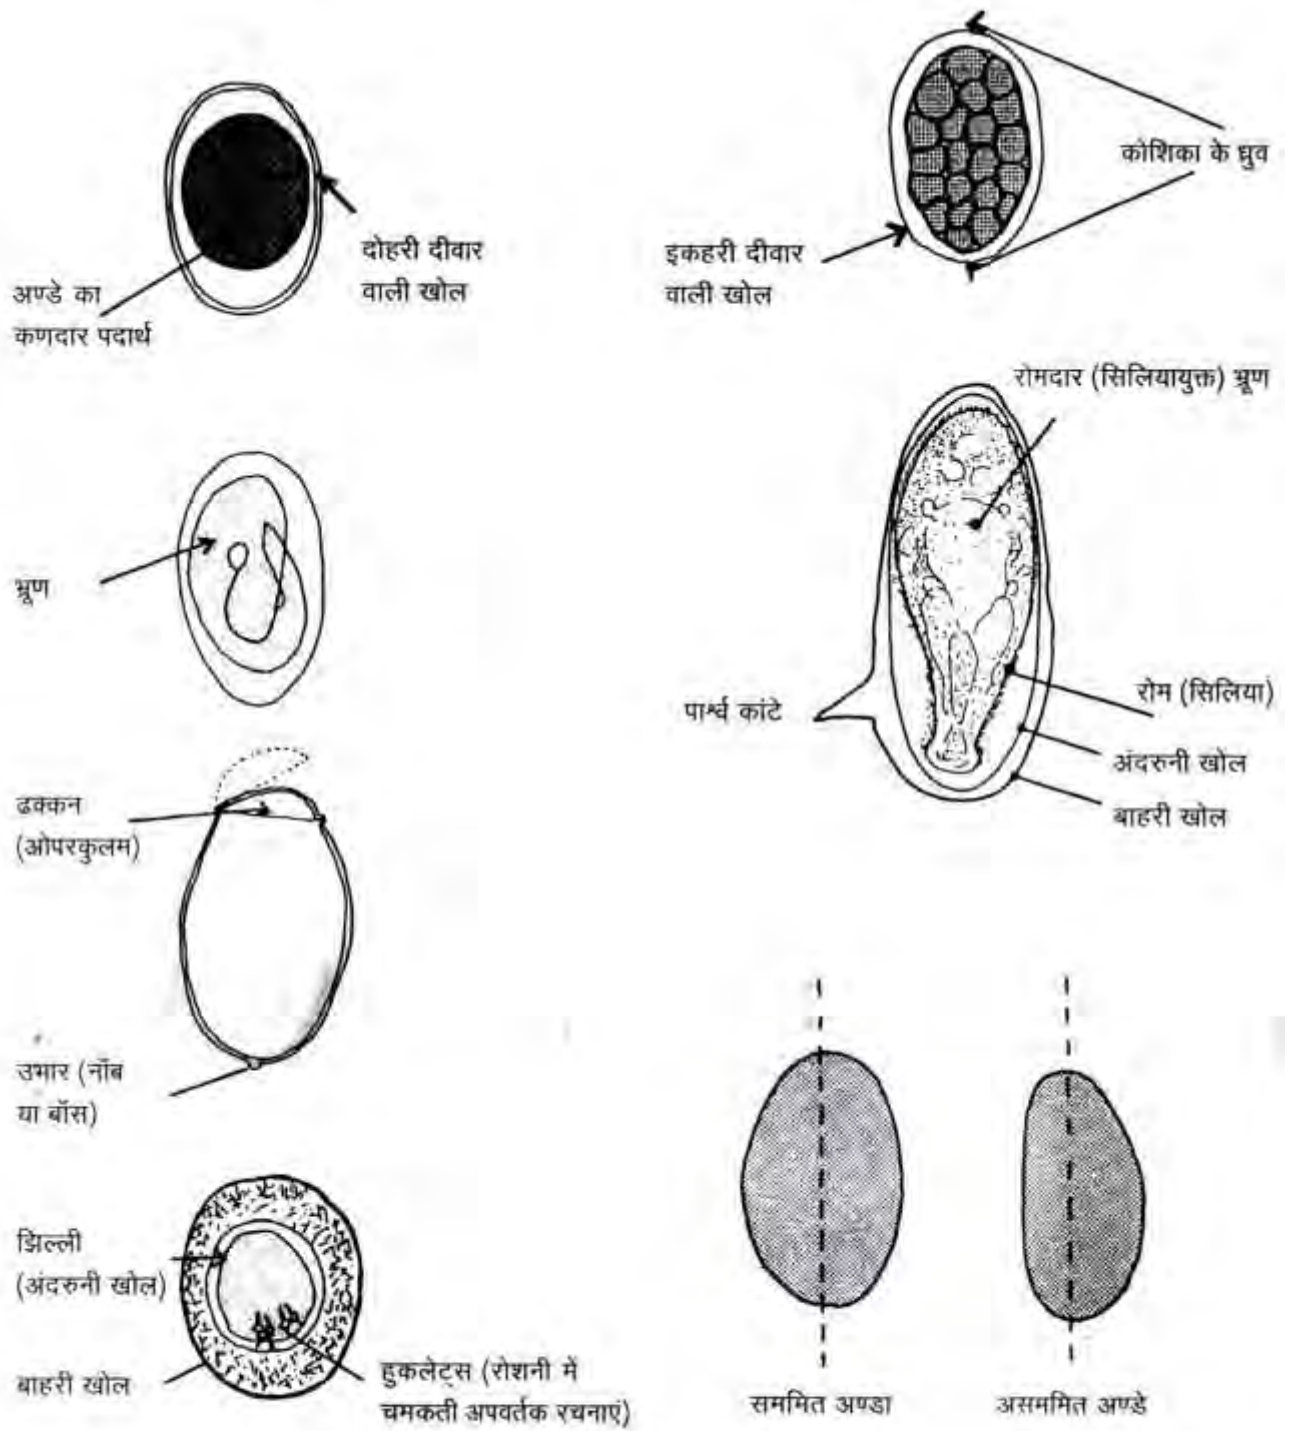 कोशिका के ध्रुव
दोहरी दीवार
वाली खोल
इकहरी दीवार
वाली खोल
अण्डे का
कणदार पदार्थ
रोमदार (सिलियायुक्त) भ्रूण
भ्रूण
पार्श्व कांटे
रोम (सिलिया)
अंदरुनी खोल
बाहरी खोल
ढक्कन
(ओपरकुलम)
उभार (नॉब
या बॉस)
झिल्ली
(अंदरुनी खोल)
बाहरी खोल
हुकलेट्स (रोशनी में
चमकती अपवर्तक रचनाएं)
सममित अण्डा
असममित अण्डे